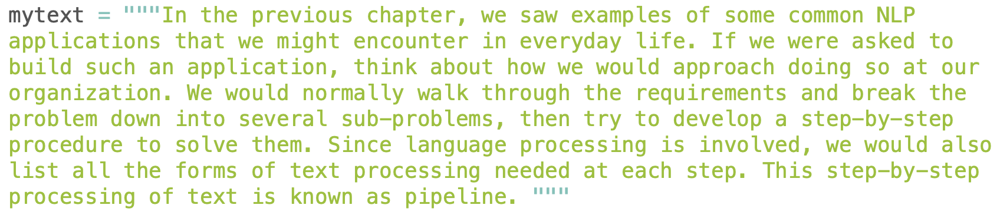 mytext = """In the previous chapter, we saw examples of some common NLP
applications that we might encounter in everyday life. If we were asked to
build such an application, think about how we would approach doing so at our
organization. We would normally walk through the requirements and break the
problem down into several sub-problems, then try to develop a step-by-step
procedure to solve them. Since language processing is involved, we would also
list all the forms of text processing needed at each step. This step-by-step
processing of text is known as pipeline. """